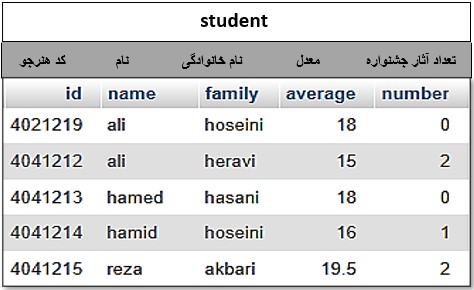 student
کد هنرجو نام نام خانوادگی معدل تعداد آثار جشنواره
id name family average number
4021219 ali hoseini 18 0
4041212 ali heravi 15 2
4041213 hamed hasani 18 0
4041214 hamid hoseini 16 1
4041215 reza akbari 19.5 2